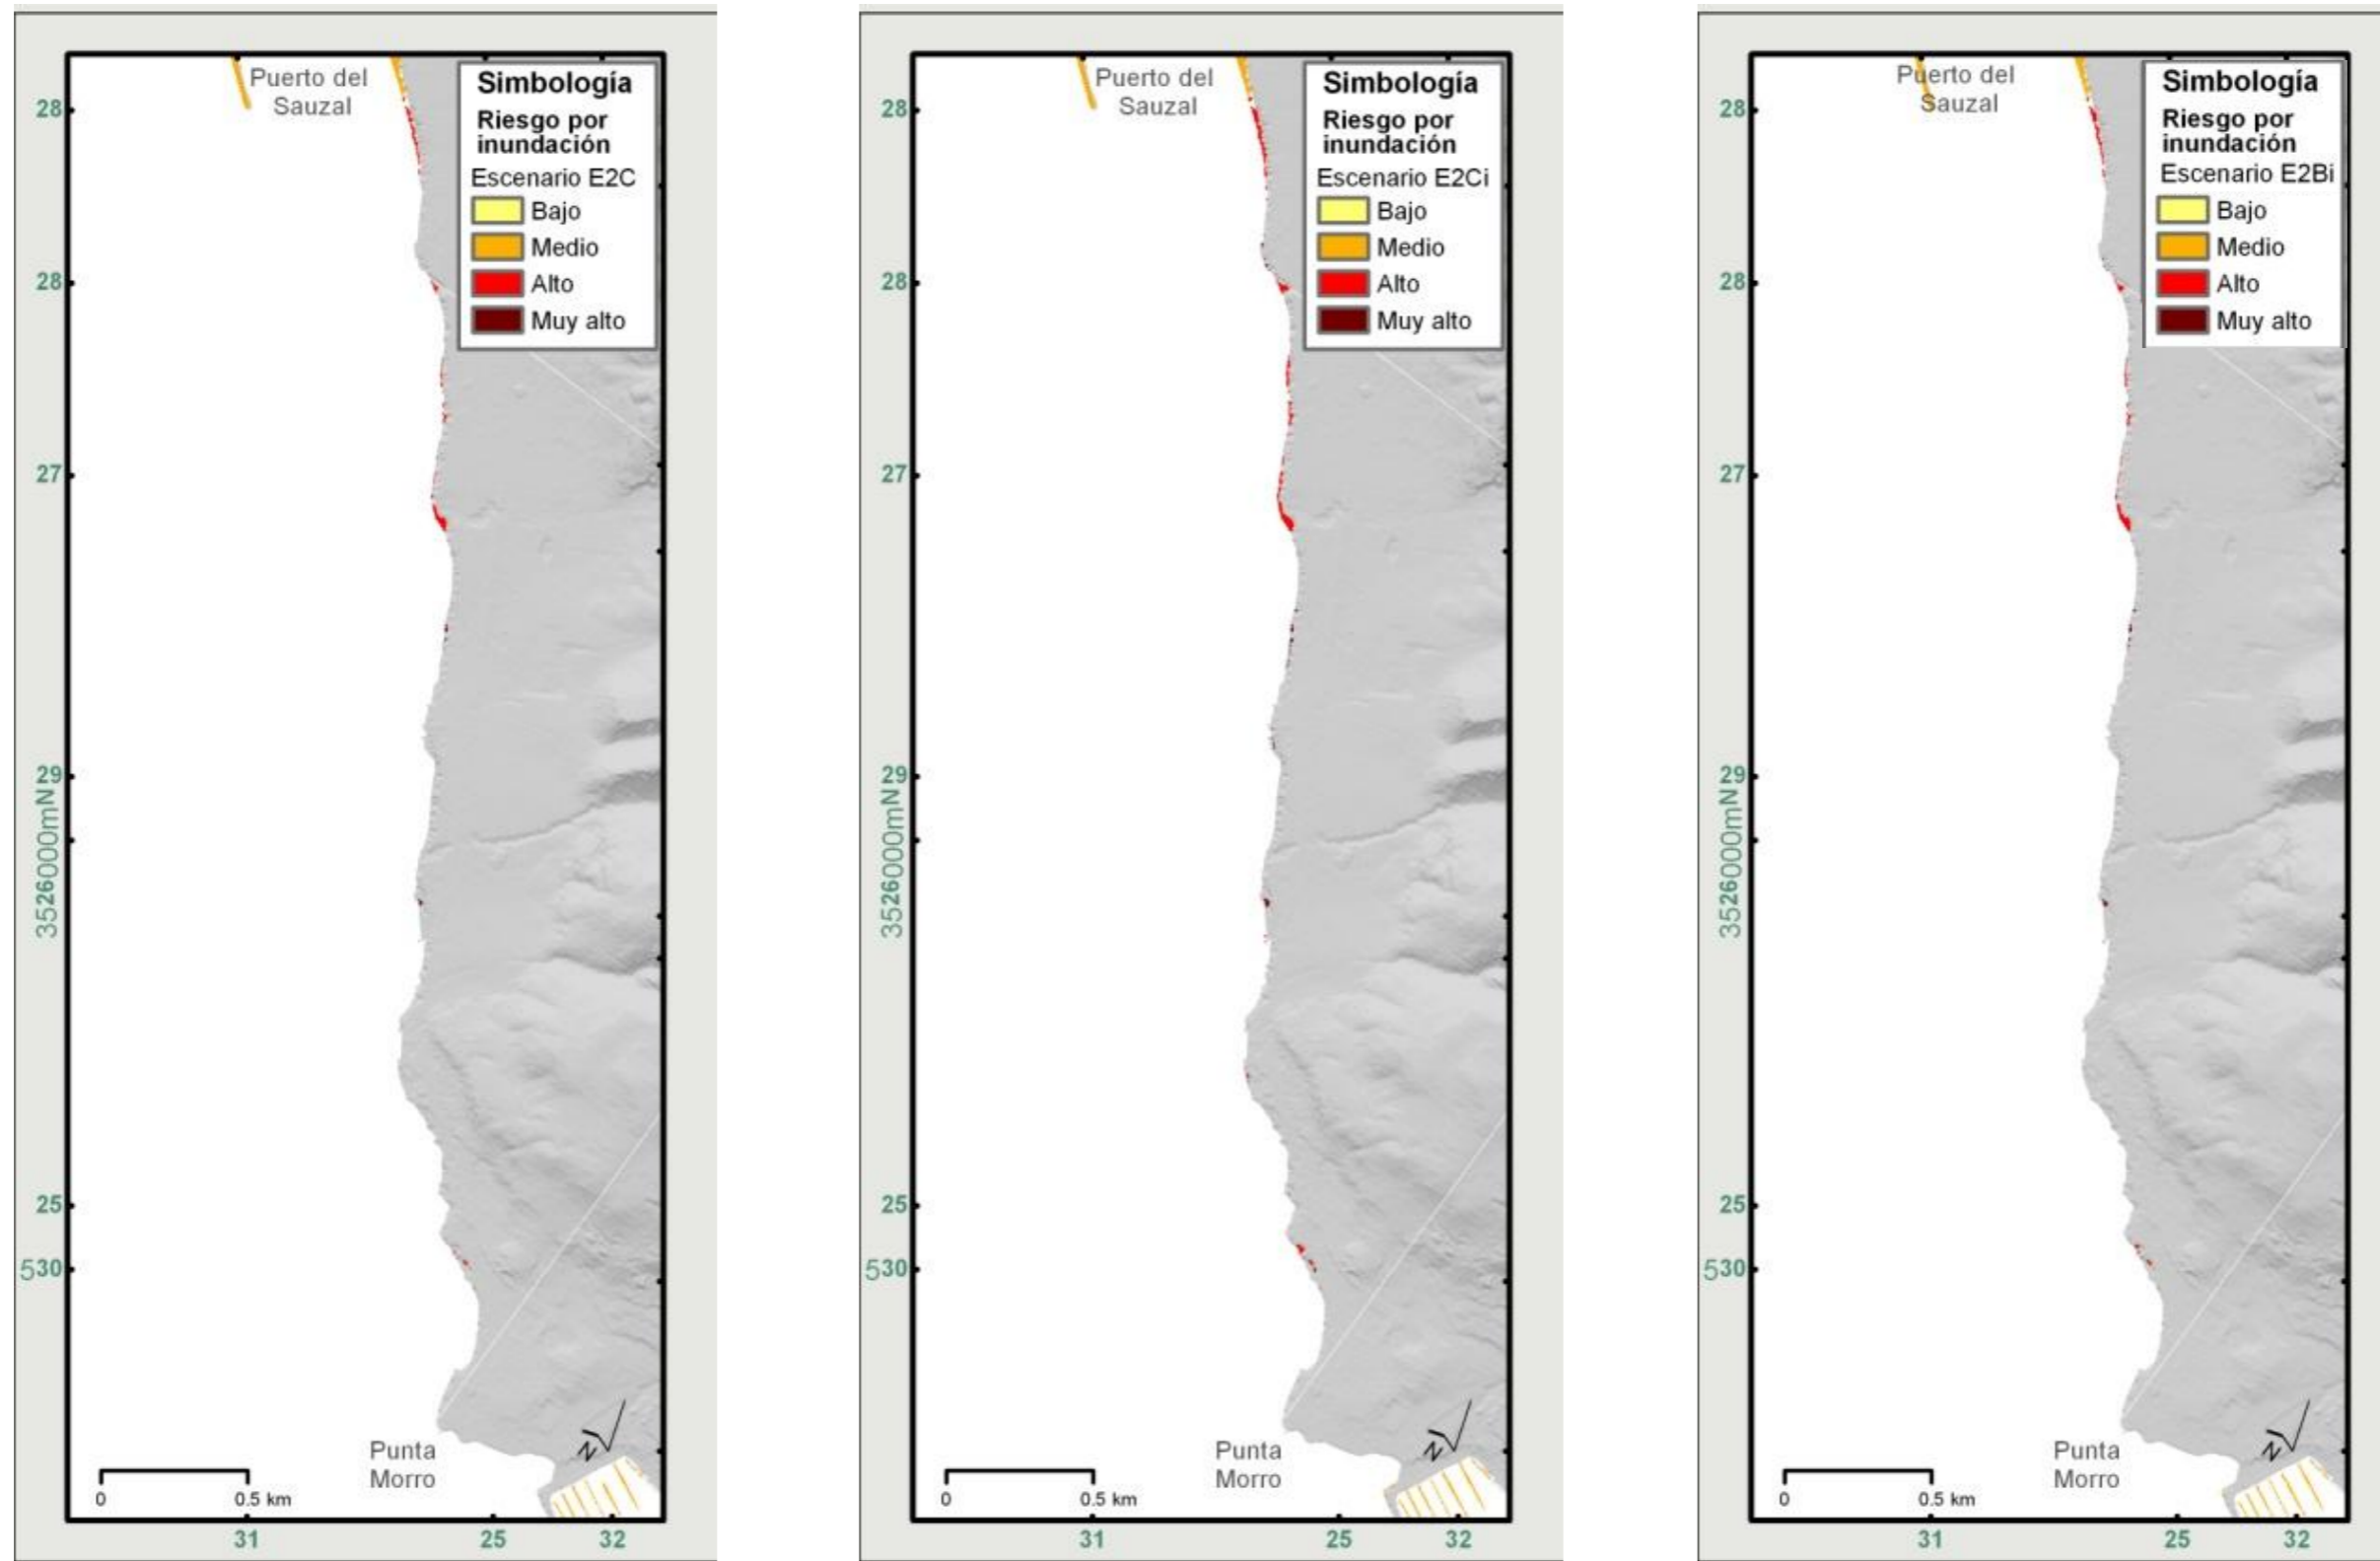 Puerto del
Sauzal
Simbología
Riesgo por
inundación
Escenario E2C
Bajo
Medio
Alto
Muy alto
28
28
27
29
3526000mN
25
530
Punta
Morro
N
0 0.5 km
31 25 32
Puerto del
Sauzal
Simbología
Riesgo por
inundación
Escenario E2Ci
Bajo
Medio
Alto
Muy alto
28
28
27
29
3526000mN
25
530
Punta
Morro
N
0 0.5 km
31 25 32
Puerto del
Sauzal
Simbología
Riesgo por
inundación
Escenario E2Bi
Bajo
Medio
Alto
Muy alto
28
28
27
29
3526000mN
25
530
Punta
Morro
N
0 0.5 km
31 25 32